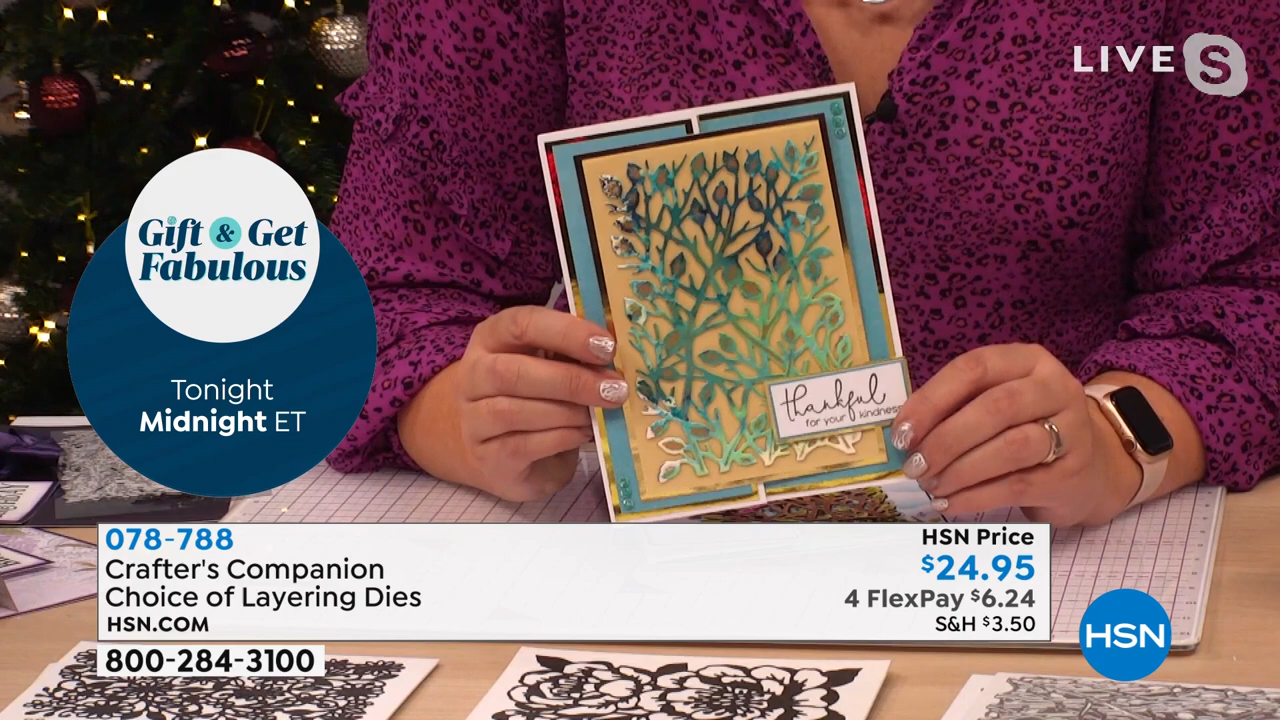 LIVE S
Gift & Get
Fabulous
Tonight
Midnight ET
thankful
for your kindness
078-788
Crafter's Companion
Choice of Layering Dies
HSN.COM
HSN Price
$24.95
4 FlexPay $6.24
S&H $3.50
800-284-3100
HSN